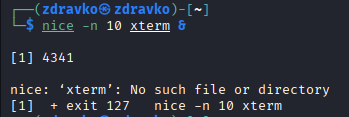 ┌──(zdravko㉿zdravko)-[~]
└─$ nice -n 10 xterm &
[1] 4341
nice: ‘xterm’: No such file or directory
[1]  + exit 127   nice -n 10 xterm